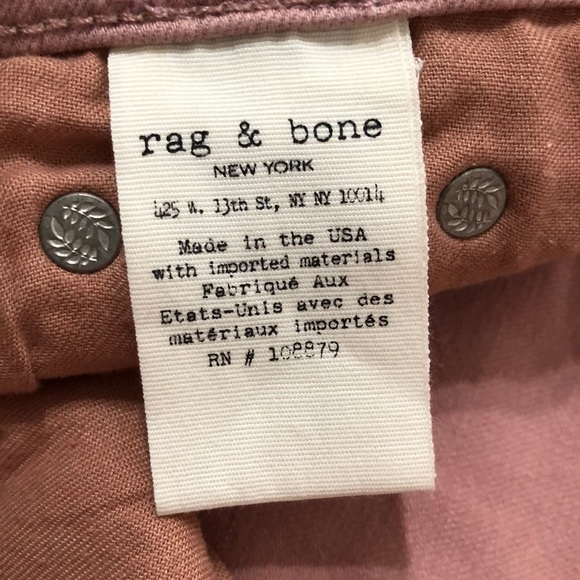 rag & bone
NEW YORK
425 W. 13th St, NY NY 10014
Made in the USA
with imported materials
Fabriqué Aux
Etats-Unis avec des
matériaux importés
RN # 108879